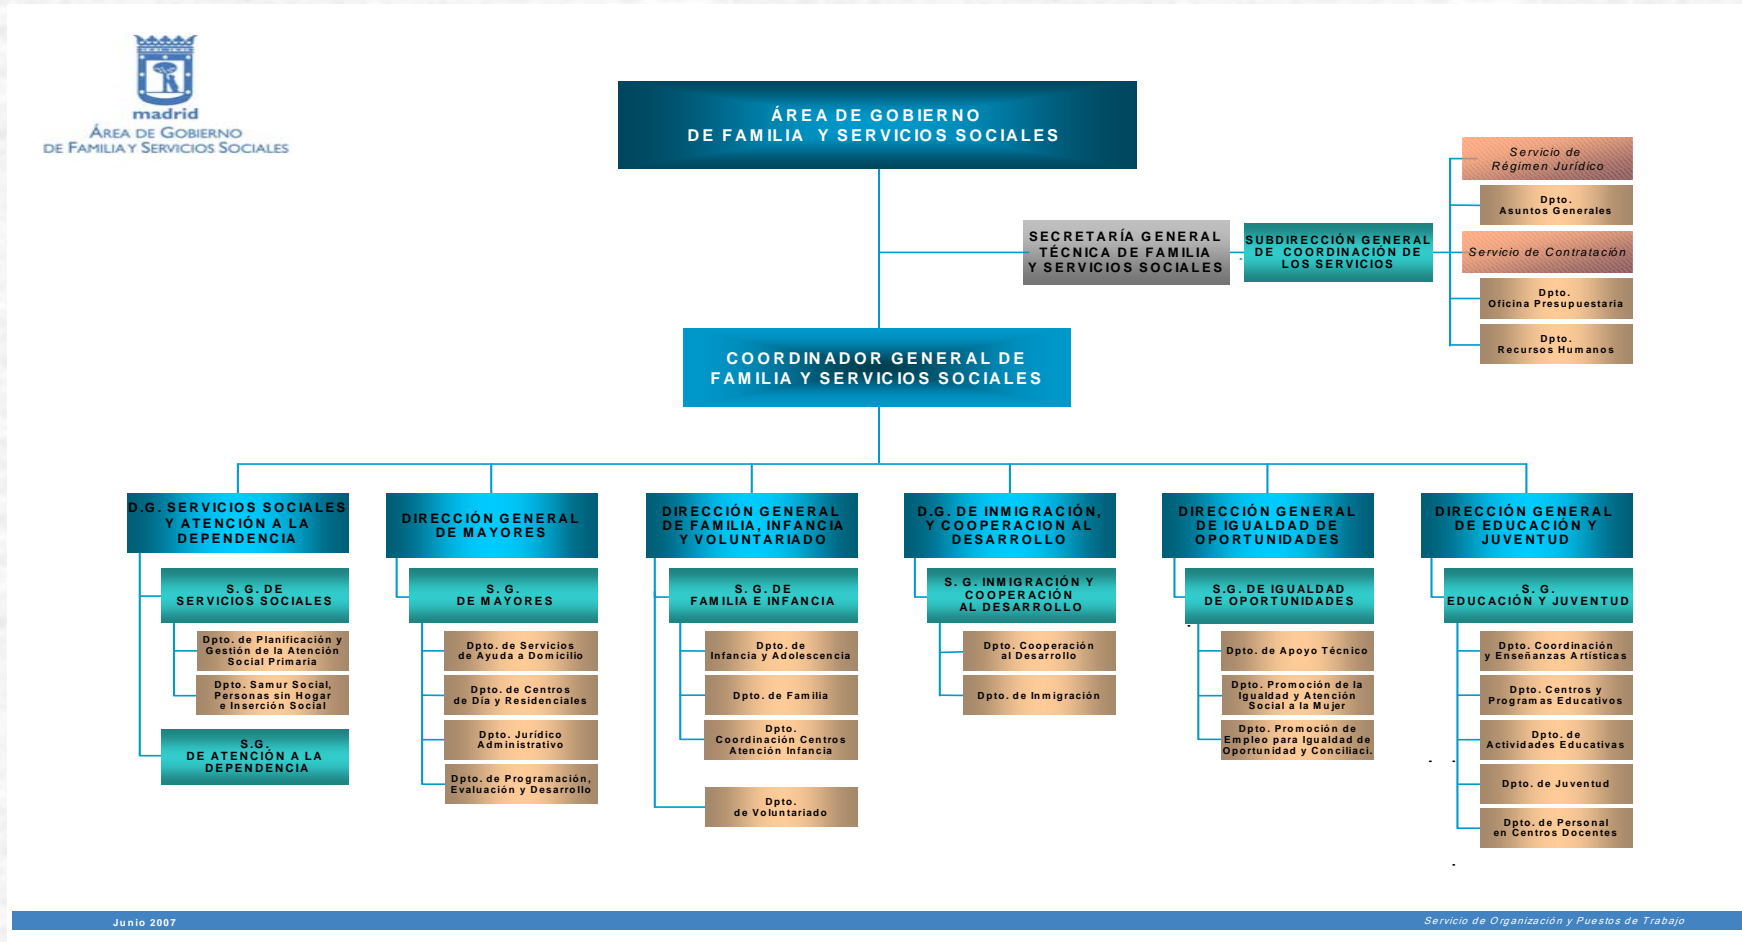 madrid
ÁREA DE GOBIERNO
DE FAMILIA Y SERVICIOS SOCIALES
ÁREA DE GOBIERNO
DE FAMILIA Y SERVICIOS SOCIALES
Servicio de
Régimen Jurídico
Dpto.
Asuntos Generales
SECRETARÍA GENERAL
TÉCNICA DE FAMILIA
Y SERVICIOS SOCIALES
SUBDIRECCIÓN GENERAL
DE COORDINACIÓN DE
LOS SERVICIOS
Servicio de Contratación
Dpto.
Oficina Presupuestaria
Dpto.
Recursos Humanos
COORDINADOR GENERAL DE
FAMILIA Y SERVICIOS SOCIALES
D.G. SERVICIOS SOCIALES
Y ATENCIÓN A LA
DEPENDENCIA
S. G. DE
SERVICIOS SOCIALES
Dpto. de Planificación y
Gestión de la Atención
Social Primaria
Dpto. Samur Social,
Personas sin Hogar
e Inserción Social
S.G.
DE ATENCIÓN A LA
DEPENDENCIA
DIRECCIÓN GENERAL
DE MAYORES
S. G.
DE MAYORES
Dpto. de Servicios
de Ayuda a Domicilio
Dpto. de Centros
de Día y Residenciales
Dpto. Jurídico
Administrativo
Dpto. de Programación,
Evaluación y Desarrollo
DIRECCIÓN GENERAL
DE FAMILIA, INFANCIA
Y VOLUNTARIADO
S. G. DE
FAMILIA E INFANCIA
Dpto. de
Infancia y Adolescencia
Dpto. de Familia
Dpto.
Coordinación Centros
Atención Infancia
Dpto.
de Voluntariado
D.G. DE INMIGRACIÓN,
Y COOPERACION AL
DESARROLLO
S. G. INMIGRACIÓN Y
COOPERACIÓN
AL DESARROLLO
Dpto. Cooperación
al Desarrollo
Dpto. de Inmigración
DIRECCIÓN GENERAL
DE IGUALDAD DE
OPORTUNIDADES
S.G. DE IGUALDAD
DE OPORTUNIDADES
Dpto. de Apoyo Técnico
Dpto. Promoción de la
Igualdad y Atención
Social a la Mujer
Dpto. Promoción de
Empleo para Igualdad de
Oportunidad y Conciliaci.
DIRECCIÓN GENERAL
DE EDUCACIÓN Y
JUVENTUD
S. G.
EDUCACIÓN Y JUVENTUD
Dpto. Coordinación
y Enseñanzas Artísticas
Dpto. Centros y
Programas Educativos
Dpto. de
Actividades Educativas
Dpto. de Juventud
Dpto. de Personal
en Centros Docentes
Junio 2007
Servicio de Organización y Puestos de Trabajo